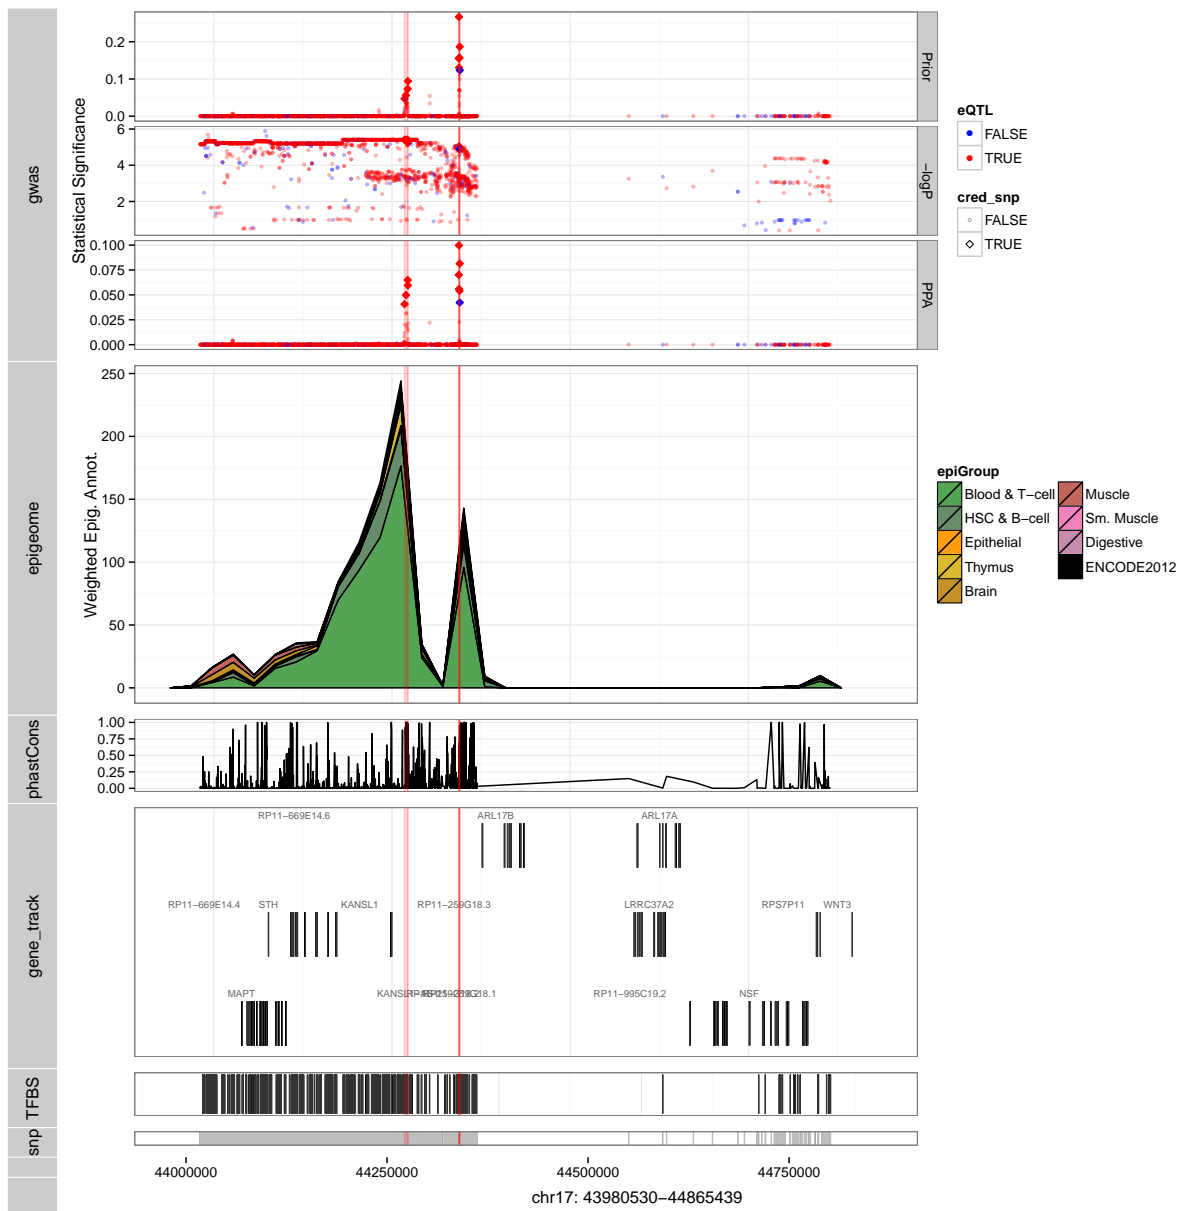 gwas
Statistical Significance
0.2
0.1
0.0
Prior
6
4
2
−logP
0.100
0.075
0.050
0.025
0.000
PPA
eQTL
FALSE
TRUE
cred_snp
FALSE
TRUE
epigeome
Weighted Epig. Annot.
250
200
150
100
50
0
epiGroup
Blood & T−cell
HSC & B−cell
Epithelial
Thymus
Brain
Muscle
Sm. Muscle
Digestive
ENCODE2012
phastCons
1.00
0.75
0.50
0.25
0.00
gene_track
RP11−669E14.6 ARL17B ARL17A
RP11−669E14.4 STH KANSL1 RP11−259G18.3 LRRC37A2 RPS7P11 WNT3
MAPT RP11−995C19.2 NSF
TFBS
snp
44000000 44250000 44500000 44750000
chr17: 43980530−44865439